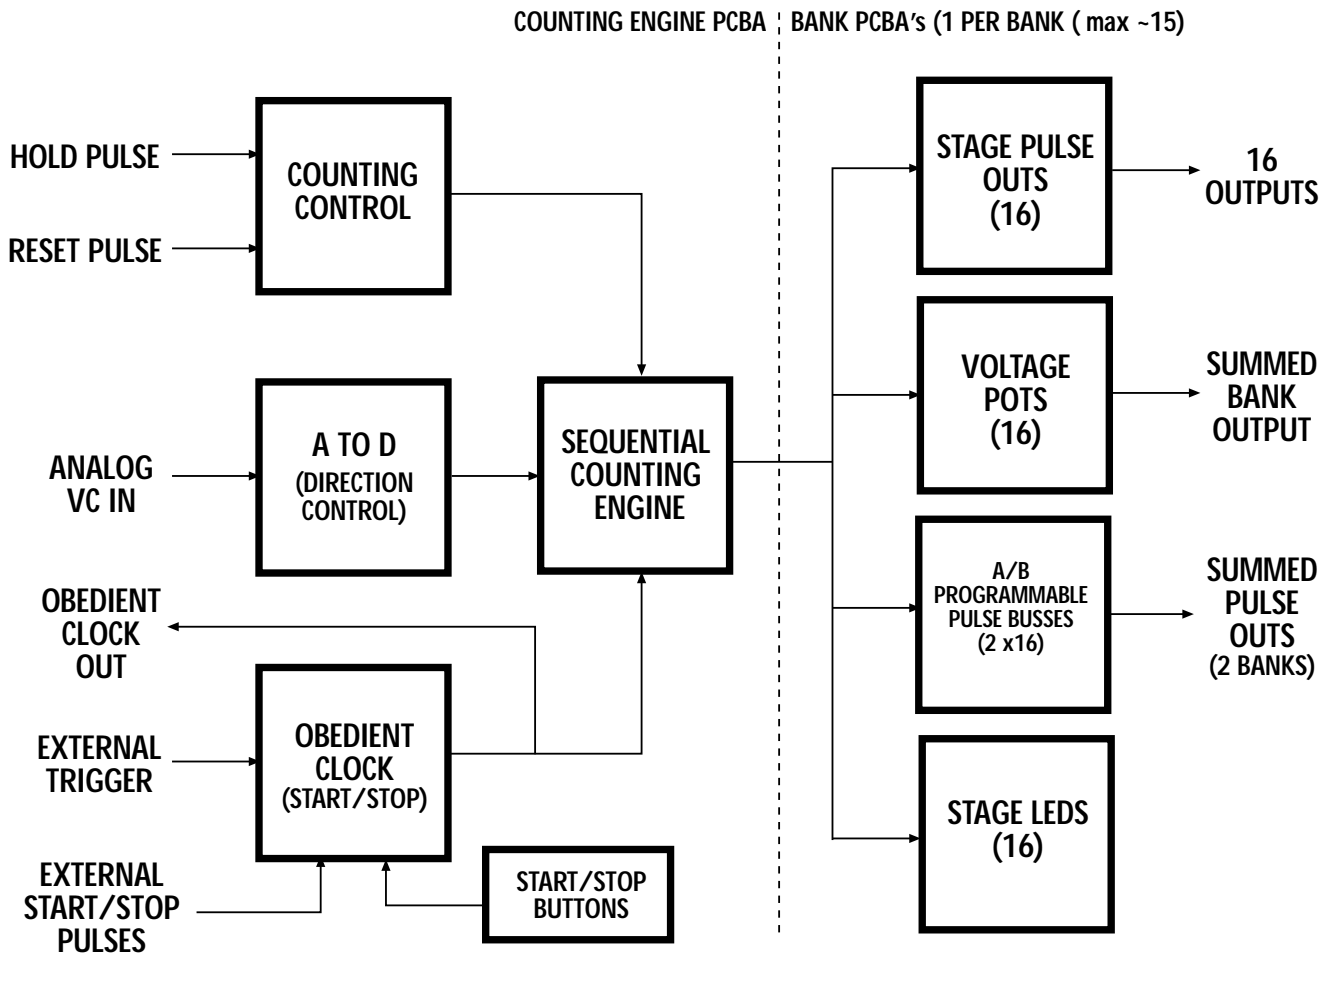 COUNTING ENGINE PCBA
BANK PCBA's (1 PER BANK ( max ~15)
HOLD PULSE
RESET PULSE
COUNTING
CONTROL
STAGE PULSE
OUTS
(16)
16
OUTPUTS
ANALOG
VC IN
A TO D
(DIRECTION
CONTROL)
SEQUENTIAL
COUNTING
ENGINE
VOLTAGE
POTS
(16)
SUMMED
BANK
OUTPUT
OBEDIENT
CLOCK
OUT
A/B
PROGRAMMABLE
PULSE BUSSES
(2 x16)
SUMMED
PULSE
OUTS
(2 BANKS)
EXTERNAL
TRIGGER
OBEDIENT
CLOCK
(START/STOP)
EXTERNAL
START/STOP
PULSES
START/STOP
BUTTONS
STAGE LEDS
(16)